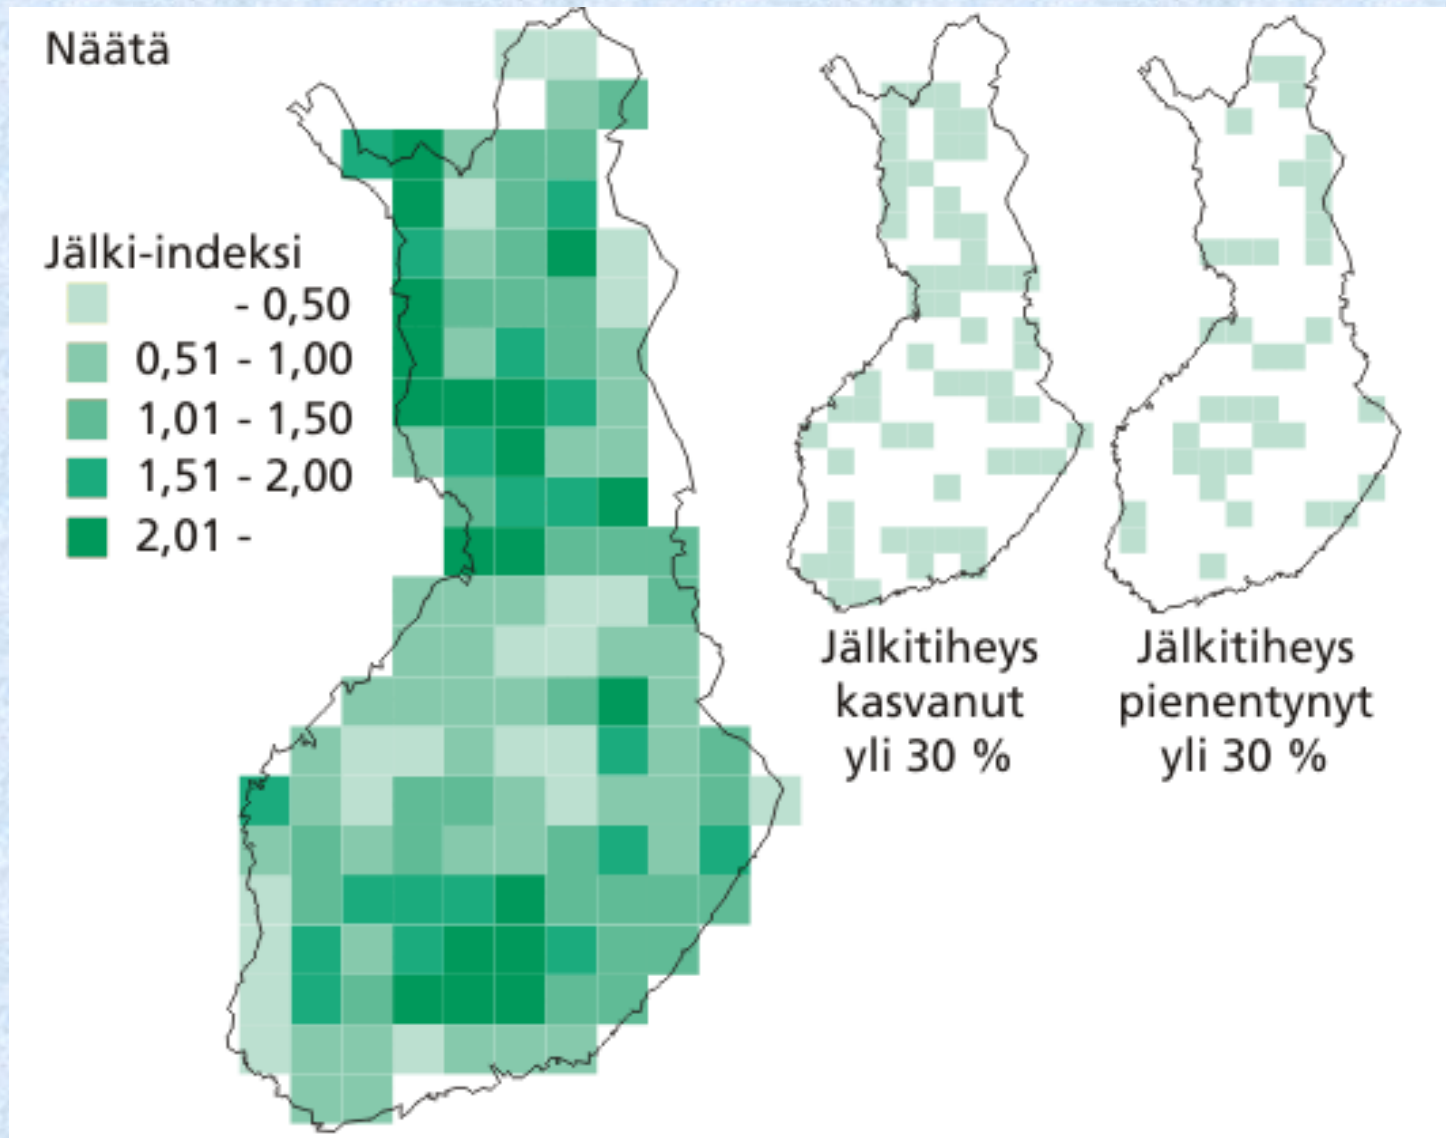 Näätä
Jälki-indeksi
- 0,50
0,51 - 1,00
1,01 - 1,50
1,51 - 2,00
2,01 -
Jälkitiheys
kasvanut
yli 30 %
Jälkitiheys
pienentynyt
yli 30 %